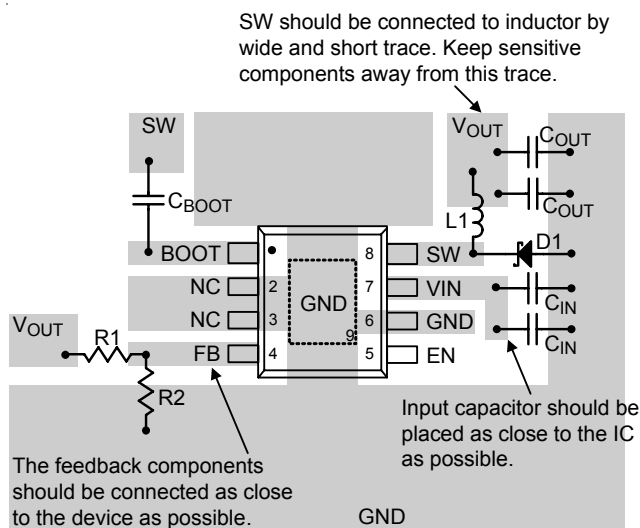 SW should be connected to inductor by
wide and short trace. Keep sensitive
components away from this trace.
SW
VOUT
COUT
CBOOT
COUT
L1
D1
BOOT
8
SW
NC
2
7
VIN
CIN
GND
NC
3
6
GND
9
VOUT
R1
CIN
FB
4
5
EN
R2
Input capacitor should be
placed as close to the IC
as possible.
The feedback components
should be connected as close
to the device as possible.
GND